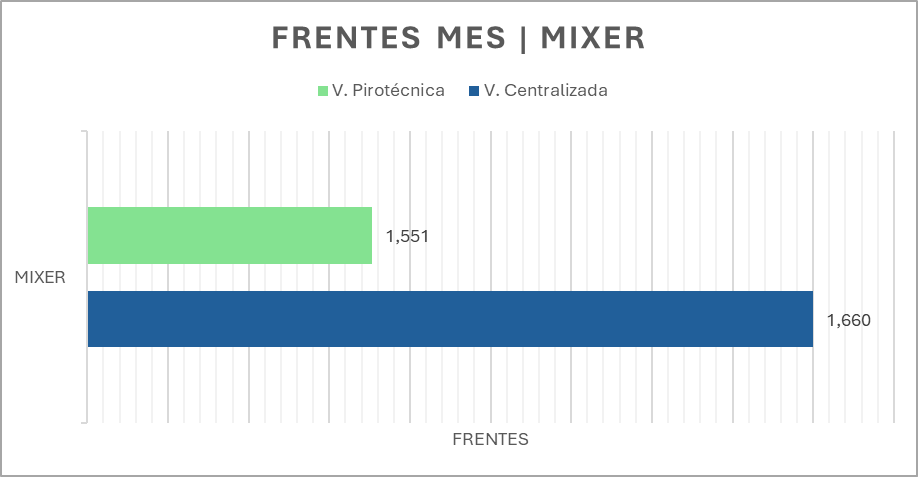 FRENTES MES | MIXER
V. Pirotécnica V. Centralizada
1,551
MIXER
1,660
FRENTES